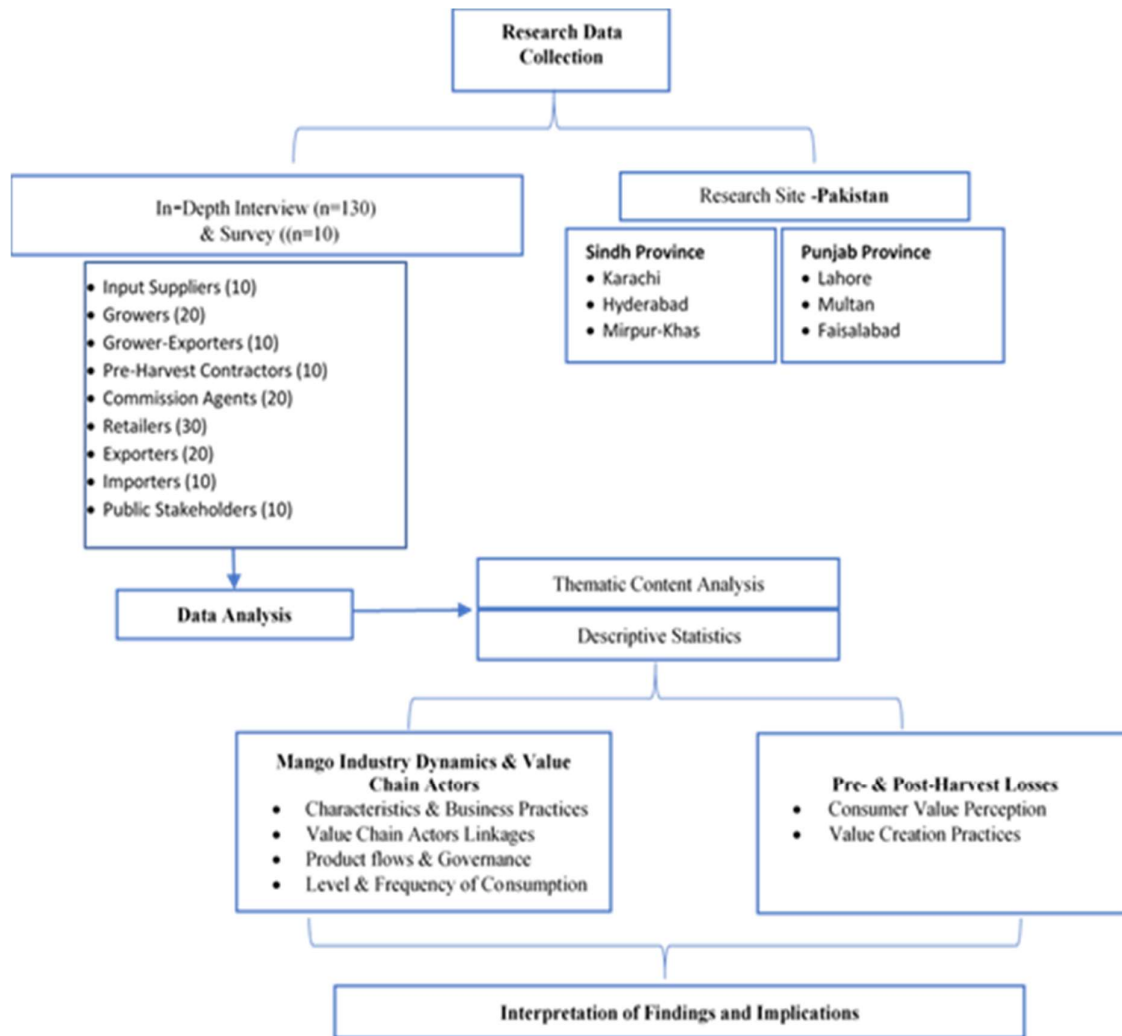 Research Data
Collection
In-Depth Interview (n=130)
& Survey ((n=10)
Research Site -Pakistan
Sindh Province
• Karachi
• Hyderabad
• Mirpur-Khas
Punjab Province
• Lahore
• Multan
• Faisalabad
• Input Suppliers (10)
• Growers (20)
• Grower-Exporters (10)
• Pre-Harvest Contractors (10)
• Commission Agents (20)
• Retailers (30)
• Exporters (20)
• Importers (10)
• Public Stakeholders (10)
Data Analysis
Thematic Content Analysis
Descriptive Statistics
Mango Industry Dynamics & Value
Chain Actors
• Characteristics & Business Practices
• Value Chain Actors Linkages
• Product flows & Governance
• Level & Frequency of Consumption
Pre- & Post-Harvest Losses
• Consumer Value Perception
• Value Creation Practices
Interpretation of Findings and Implications